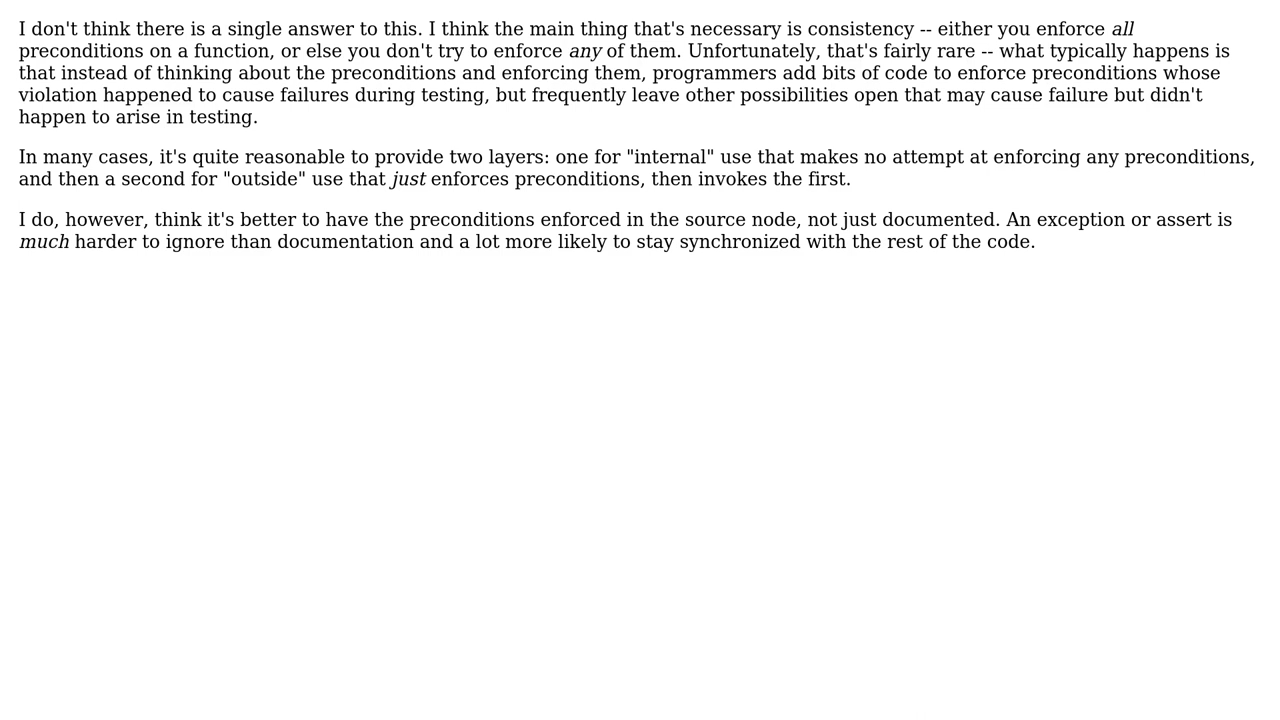 I don't think there is a single answer to this. I think the main thing that's necessary is consistency -- either you enforce all
preconditions on a function, or else you don't try to enforce any of them. Unfortunately, that's fairly rare -- what typically happens is
that instead of thinking about the preconditions and enforcing them, programmers add bits of code to enforce preconditions whose
violation happened to cause failures during testing, but frequently leave other possibilities open that may cause failure but didn't
happen to arise in testing.
In many cases, it's quite reasonable to provide two layers: one for "internal" use that makes no attempt at enforcing any preconditions,
and then a second for "outside" use that just enforces preconditions, then invokes the first.
I do, however, think it's better to have the preconditions enforced in the source node, not just documented. An exception or assert is
much harder to ignore than documentation and a lot more likely to stay synchronized with the rest of the code.